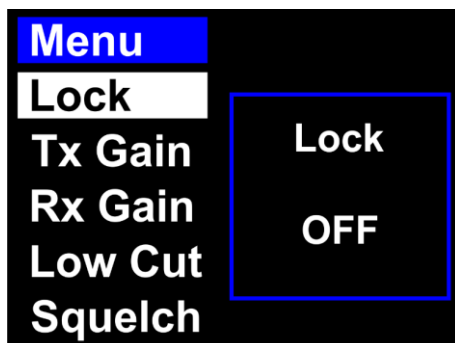 Menu
Lock
Tx Gain
Rx Gain
Low Cut
Squelch
Lock
OFF